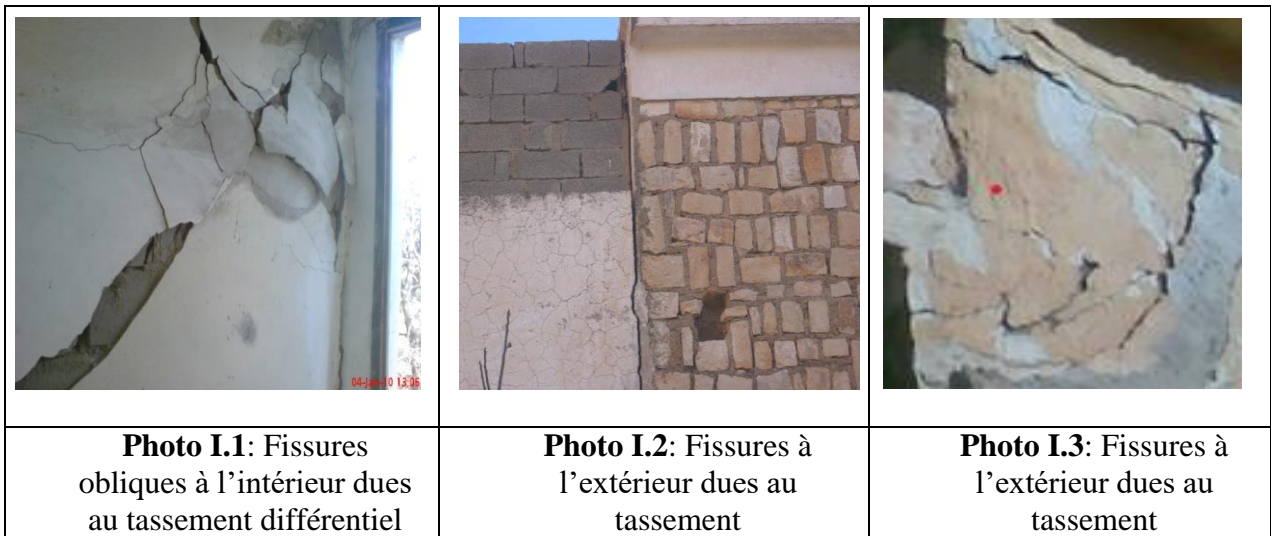 04-Jan-10 13:06
Photo I.1: Fissures
obliques à l’intérieur dues
au tassement différentiel
Photo I.2: Fissures à
l’extérieur dues au
tassement
Photo I.3: Fissures à
l’extérieur dues au
tassement